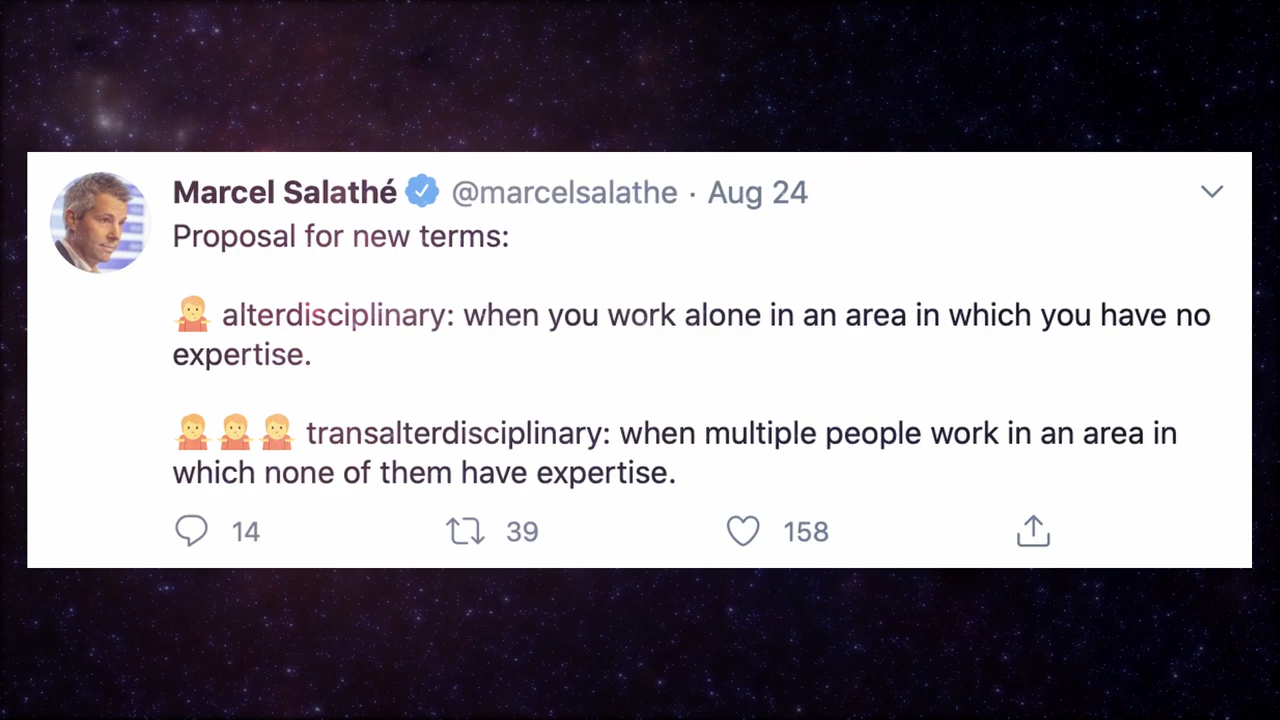 Marcel Salathé @marcelsalathe · Aug 24
Proposal for new terms:
🤷🏼 alterdisciplinary: when you work alone in an area in which you have no
expertise.
🤷🏼🤷🏼🤷🏼 transalterdisciplinary: when multiple people work in an area in
which none of them have expertise.
14 39 158